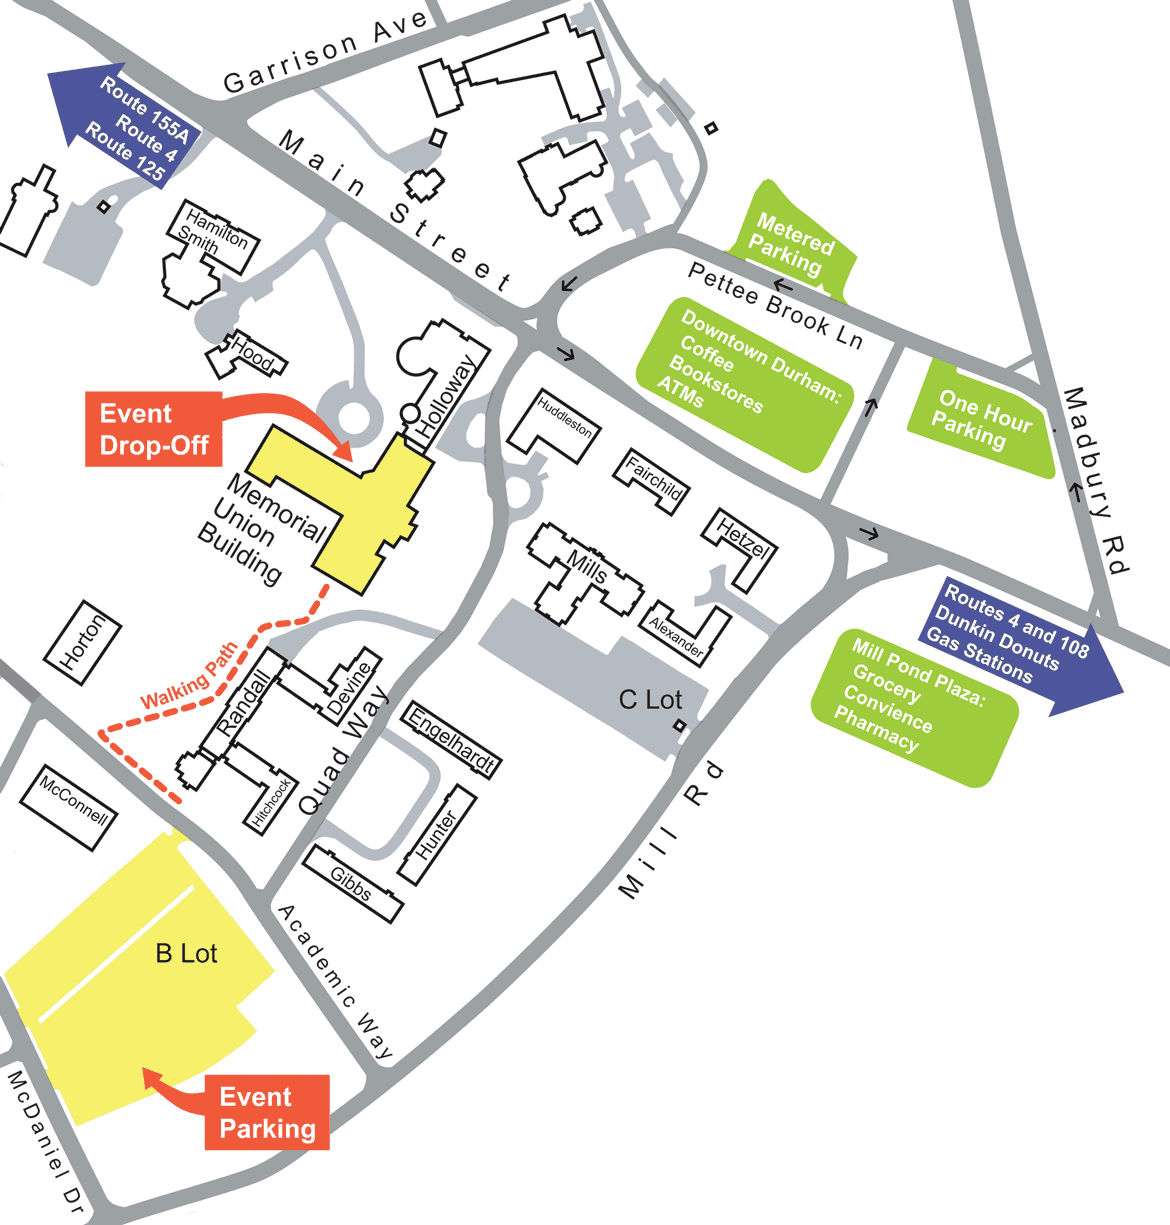 Garrison Ave
Route 155A
Route 4
Route 125
Main Street
Hamilton
Smith
Metered
Parking
Pettee Brook Ln
Downtown Durham:
Coffee
Bookstores
ATMs
Hood
Holloway
One Hour
Parking
Madbury Rd
Event
Drop-Off
Huddleston
Fairchild
Hetzel
Memorial
Union
Building
Mills
Alexander
Routes 4 and 108
Dunkin Donuts
Gas Stations
Horton
Walking Path
Randall
Devine
C Lot
Mill Pond Plaza:
Grocery
Convience
Pharmacy
Quad Way
Engelhardt
McConnell
Hitchcock
Hunter
Mill Rd
Gibbs
B Lot
Academic Way
Event
Parking
McDaniel Dr